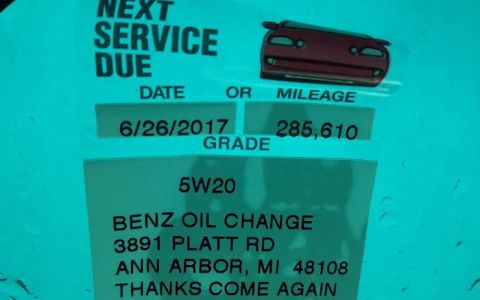 NEXT
SERVICE
DUE
DATE OR MILEAGE
6/26/2017 285,610
GRADE
5W20
BENZ OIL CHANGE
3891 PLATT RD
ANN ARBOR, MI 48108
THANKS COME AGAIN